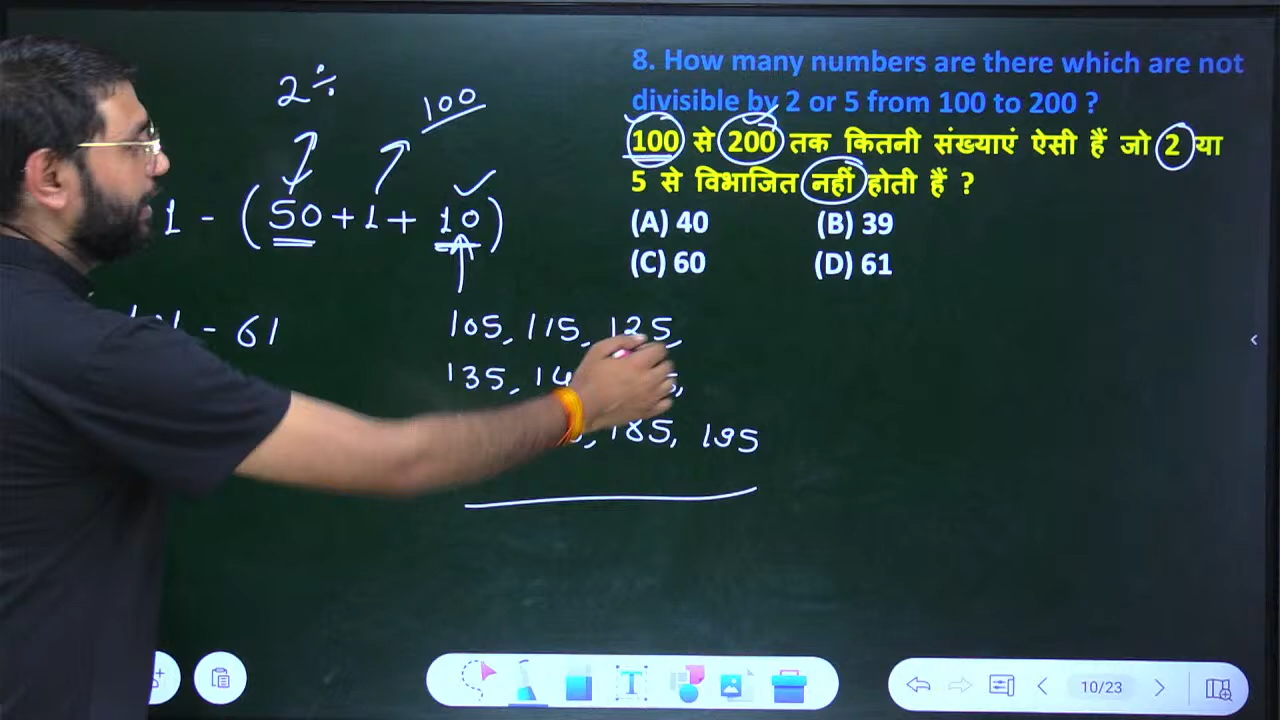 8. How many numbers are there which are not
divisible by 2 or 5 from 100 to 200 ?
100 से 200 तक कितनी संख्याएं ऐसी हैं जो 2 या
5 से विभाजित नहीं होती हैं ?
(A) 40 (B) 39
(C) 60 (D) 61
2 ÷
100
1 - (50 + 1 + 10)
- 61
105, 115, 125,
135,
185, 195
10/23